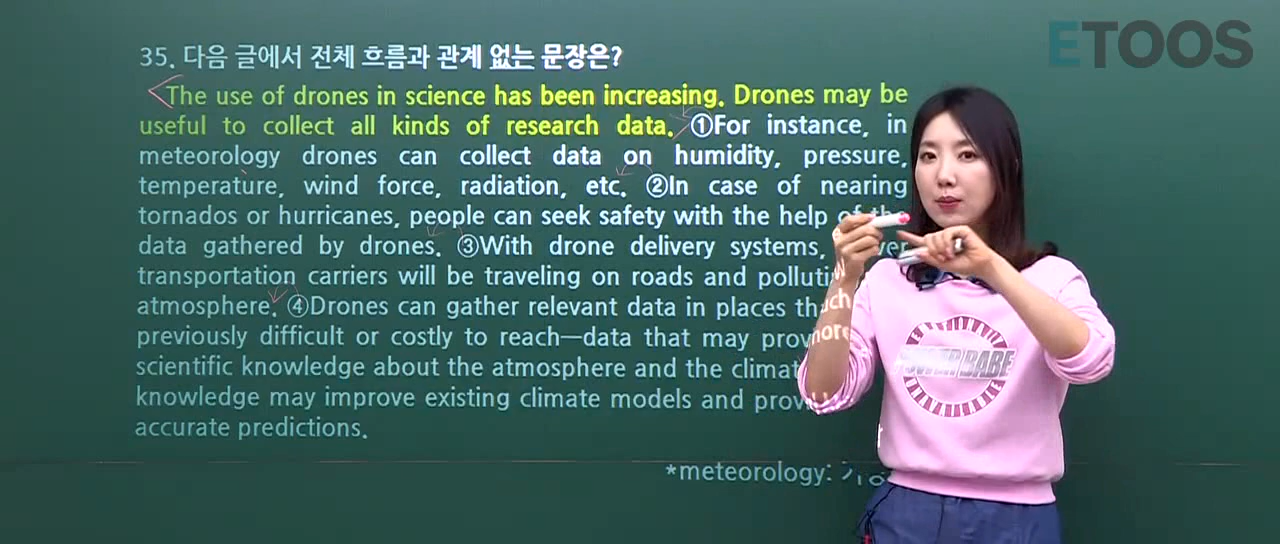 ETOOS
35. 다음 글에서 전체 흐름과 관계 없는 문장은?
The use of drones in science has been increasing. Drones may be
useful to collect all kinds of research data. ①For instance, in
meteorology drones can collect data on humidity, pressure,
temperature, wind force, radiation, etc. ②In case of nearing
tornados or hurricanes, people can seek safety with the help of the
data gathered by drones. ③With drone delivery systems,
transportation carriers will be traveling on roads and
atmosphere. ④Drones can gather relevant data in places
previously difficult or costly to reach—data that may
scientific knowledge about the atmosphere and the
knowledge may improve existing climate models and
accurate predictions.
*meteorology:
POWER BABE